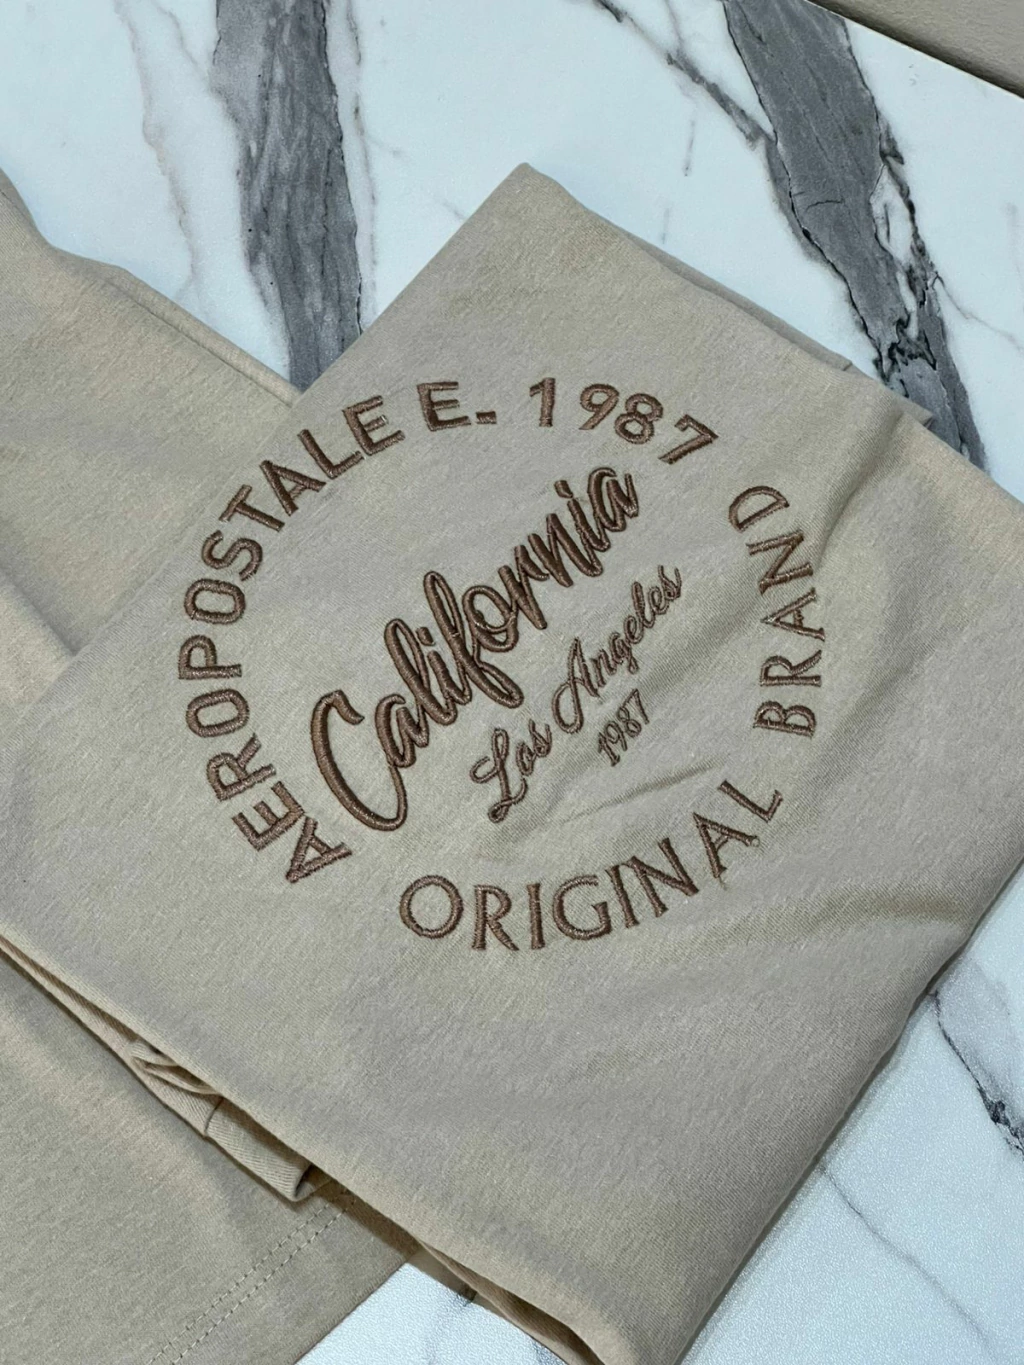 AEROPOSTALE E. 1987
California
Los Angeles
1987
ORIGINAL BRAND